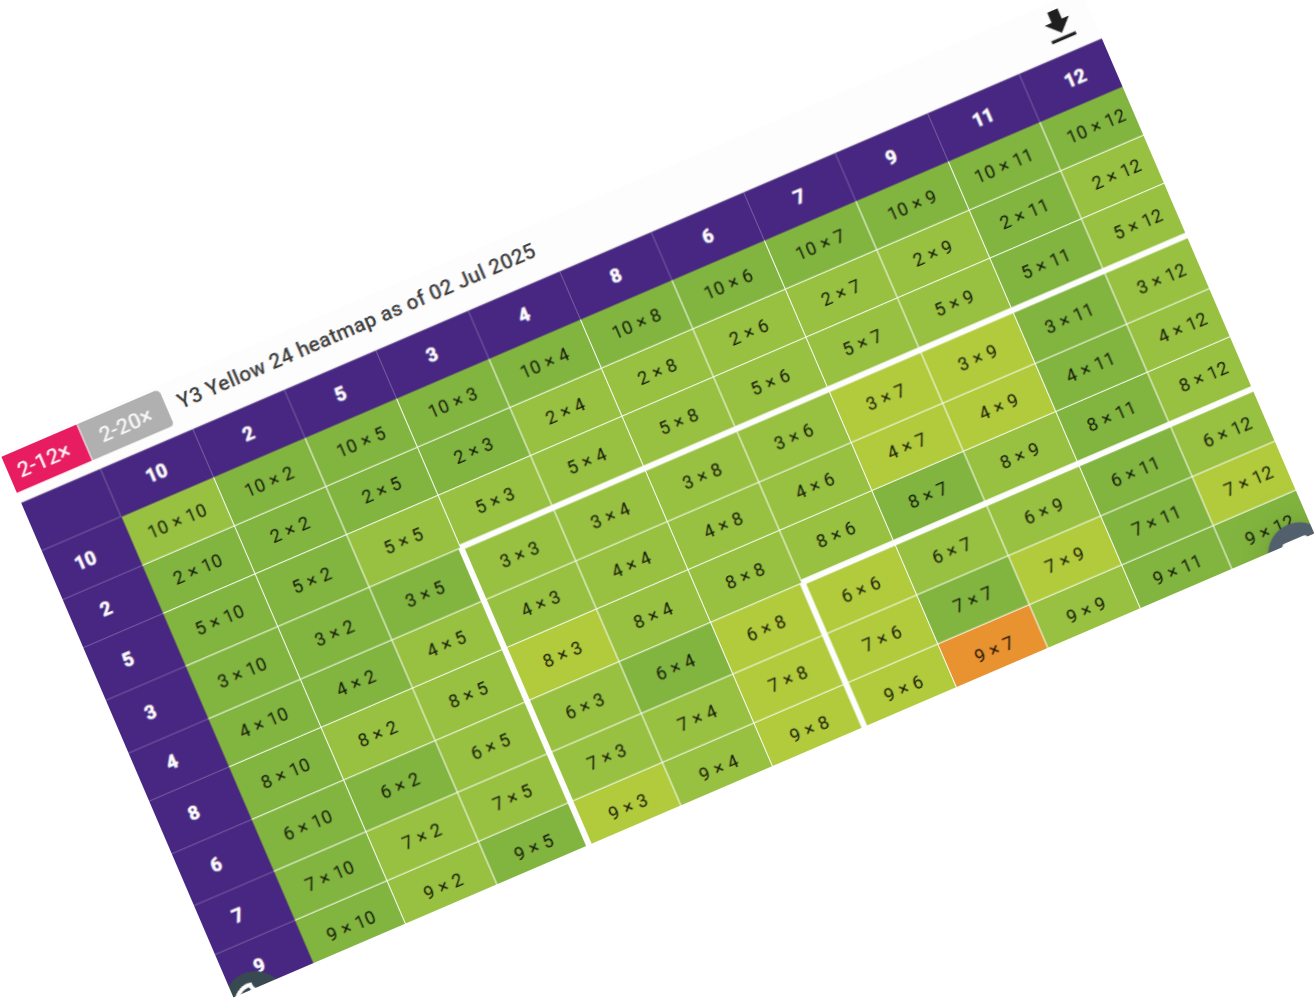 2-12x 2-20x Y3 Yellow 24 heatmap as of 02 Jul 2025
10 2 5 3 4 8 6 7 9 11 12
10 10 × 10 10 × 2 10 × 5 10 × 3 10 × 4 10 × 8 10 × 6 10 × 7 10 × 9 10 × 11 10 × 12
2 2 × 10 2 × 2 2 × 5 2 × 3 2 × 4 2 × 8 2 × 6 2 × 7 2 × 9 2 × 11 2 × 12
5 5 × 10 5 × 2 5 × 5 5 × 3 5 × 4 5 × 8 5 × 6 5 × 7 5 × 9 5 × 11 5 × 12
3 3 × 10 3 × 2 3 × 5 3 × 3 3 × 4 3 × 8 3 × 6 3 × 7 3 × 9 3 × 11 3 × 12
4 4 × 10 4 × 2 4 × 5 4 × 3 4 × 4 4 × 8 4 × 6 4 × 7 4 × 9 4 × 11 4 × 12
8 8 × 10 8 × 2 8 × 5 8 × 3 8 × 4 8 × 8 8 × 6 8 × 7 8 × 9 8 × 11 8 × 12
6 6 × 10 6 × 2 6 × 5 6 × 3 6 × 4 6 × 8 6 × 6 6 × 7 6 × 9 6 × 11 6 × 12
7 7 × 10 7 × 2 7 × 5 7 × 3 7 × 4 7 × 8 7 × 6 7 × 7 7 × 9 7 × 11 7 × 12
9 9 × 10 9 × 2 9 × 5 9 × 3 9 × 4 9 × 8 9 × 6 9 × 7 9 × 9 9 × 11 9 × 12